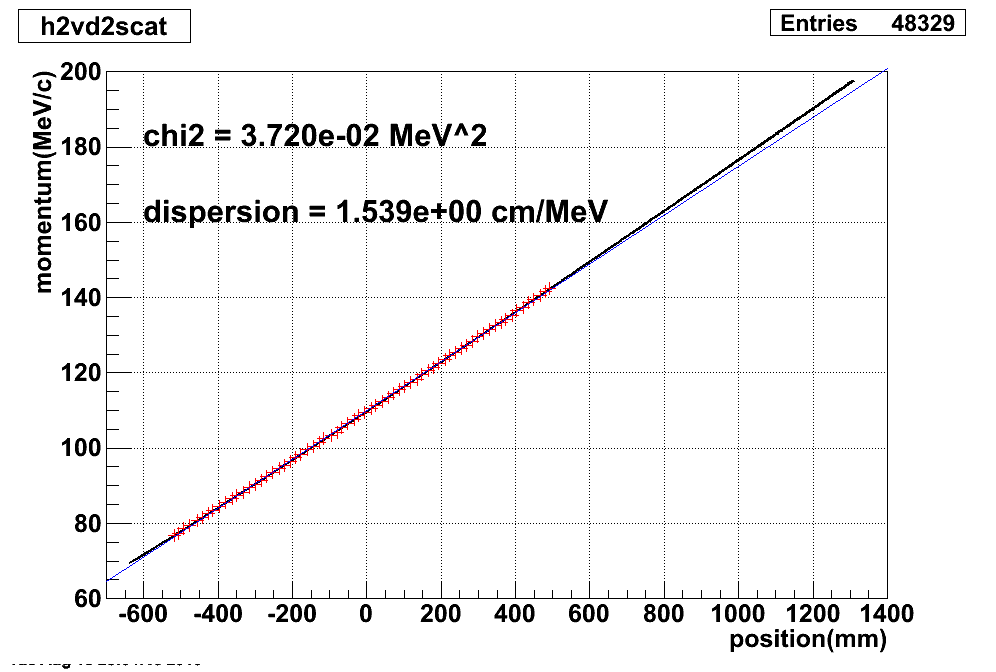 h2vd2scat
Entries 48329
momentum(MeV/c)
200
180
160
140
120
100
80
60
chi2 = 3.720e-02 MeV^2
dispersion = 1.539e+00 cm/MeV
-600 -400 -200 0 200 400 600 800 1000 1200 1400
position(mm)